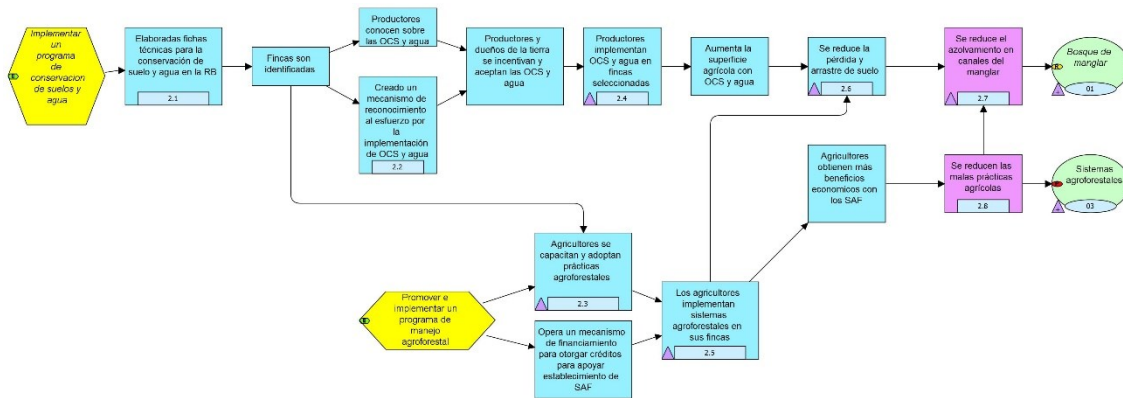 Implementar
un
programa
de
conservacion
de suelos y
agua
Elaboradas fichas
técnicas para la
conservación de
suelo y agua en la RB
2.1
Fincas son
identificadas
Productores
conocen sobre
las OCS y agua
Creado un
mecanismo de
reconocimiento
al esfuerzo por
la
implementación
de OCS y agua
2.2
Productores y
dueños de la tierra
se incentivan y
aceptan las OCS y
agua
Productores
implementan
OCS y agua en
fincas
seleccionadas
2.4
Aumenta la
superficie
agrícola con
OCS y agua
Se reduce la
pérdida y
arrastre de suelo
2.6
Se reduce el
azolvamiento en
canales del
manglar
2.7
Bosque de
manglar
01
Agricultores
obtienen más
beneficios
economicos con
los SAF
Se reducen las
malas prácticas
agrícolas
2.8
Sistemas
agroforestales
03
Promover e
implementar un
programa de
manejo
agroforestal
Agricultores se
capacitan y adoptan
prácticas
agroforestales
2.3
Opera un mecanismo
de financiamiento
para otorgar créditos
para apoyar
establecimiento de
SAF
Los agricultores
implementan
sistemas
agroforestales en
sus fincas
2.5